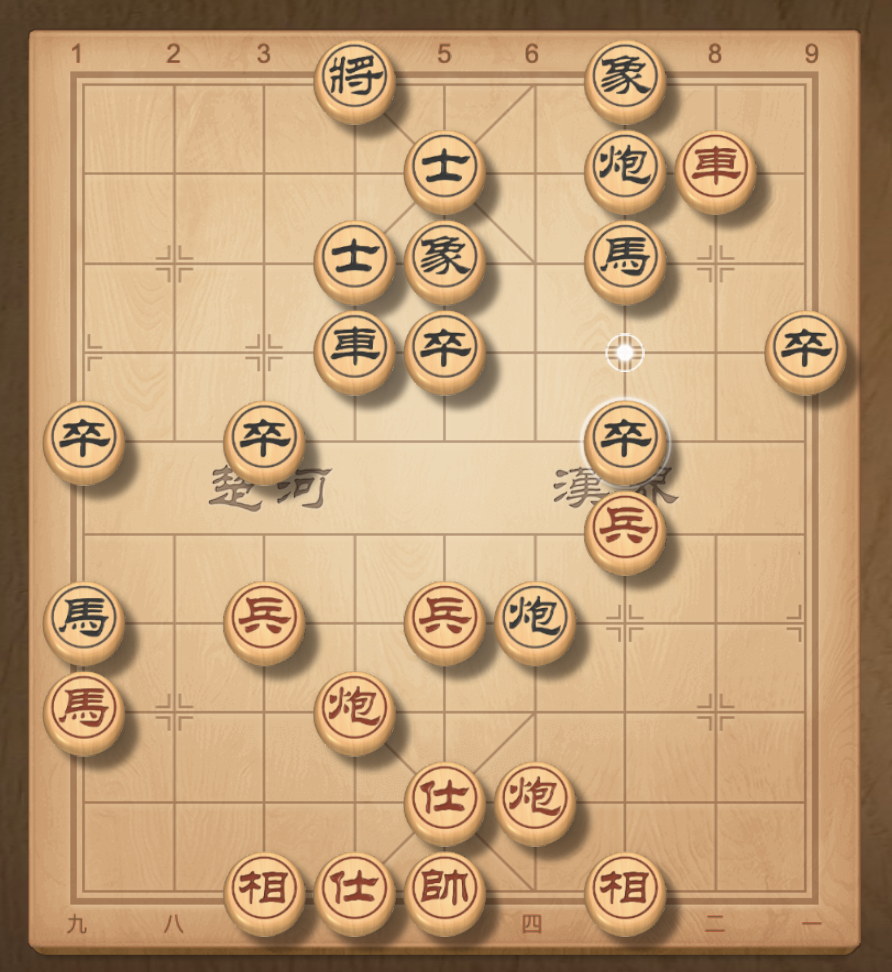 1 2 3 5 6 8 9
將 象
士 炮 車
士 象 馬
車 卒 卒
卒 卒 卒
楚河 漢界
兵
馬 兵 兵 炮
馬 炮
仕 炮
相 仕 帥 相
九 八 四 二 一